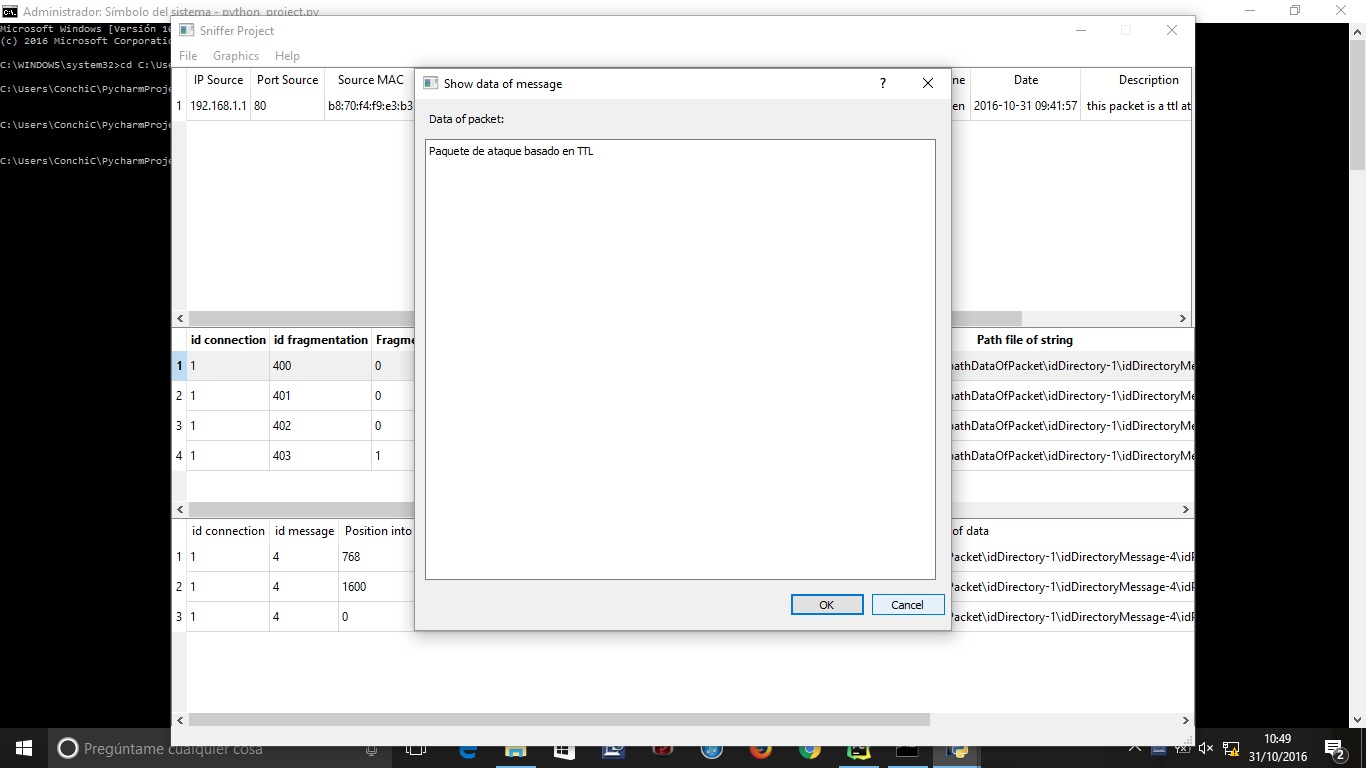 Administrador: Símbolo del sistema - python_project.py
Microsoft Windows [Versión 10
(c) 2016 Microsoft Corporatio
C:\WINDOWS\system32>cd C:\Use
C:\Users\ConchiC\PycharmProje
C:\Users\ConchiC\PycharmProje
C:\Users\ConchiC\PycharmProje
Sniffer Project
File Graphics Help
IP Source Port Source Source MAC ne Date Description
1 192.168.1.1 80 b8:70:f4:f9:e3:b3 en 2016-10-31 09:41:57 this packet is a ttl at
Show data of message ?
Data of packet:
Paquete de ataque basado en TTL
OK Cancel
id connection id fragmentation Fragme Path file of string
1 1 400 0 pathDataOfPacket\idDirectory-1\idDirectoryMe
2 1 401 0 pathDataOfPacket\idDirectory-1\idDirectoryMe
3 1 402 0 pathDataOfPacket\idDirectory-1\idDirectoryMe
4 1 403 1 pathDataOfPacket\idDirectory-1\idDirectoryMe
id connection id message Position into of data
1 1 4 768 Packet\idDirectory-1\idDirectoryMessage-4\idP
2 1 4 1600 Packet\idDirectory-1\idDirectoryMessage-4\idP
3 1 4 0 Packet\idDirectory-1\idDirectoryMessage-4\idP
Pregúntame cualquier cosa
10:49
31/10/2016
2